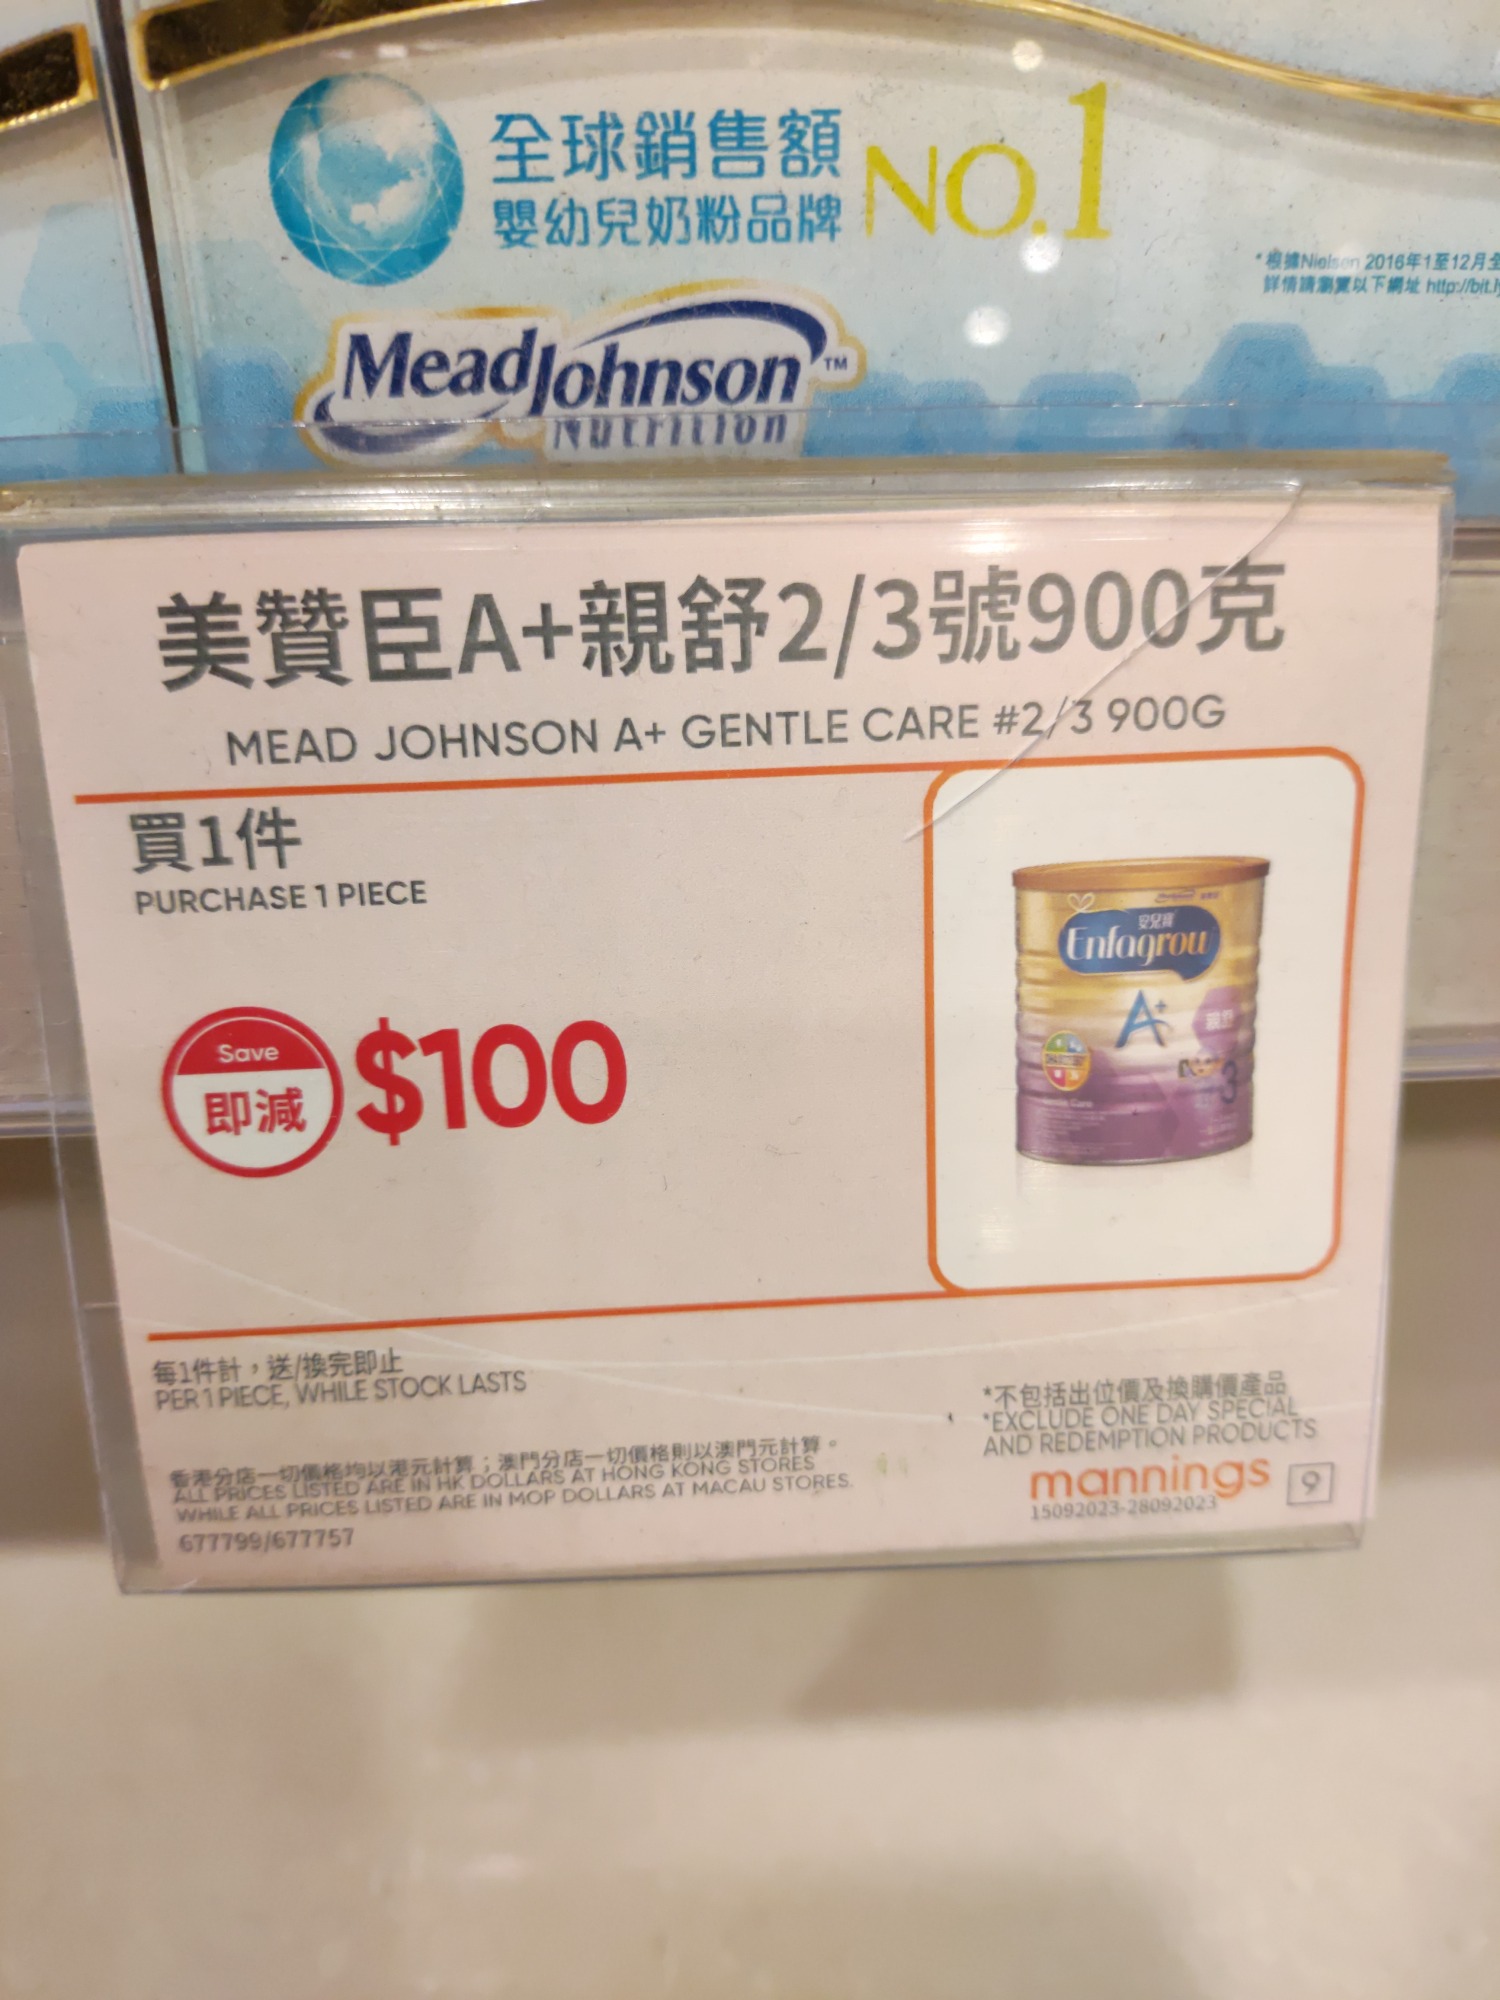 全球銷售額
嬰幼兒奶粉品牌
NO.1
*根據Nielsen 2016年1至12月全
詳情請瀏覽以下網址 http://bit.ly
MeadJohnson™
Nutrition
美贊臣A+親舒2/3號900克
MEAD JOHNSON A+ GENTLE CARE #2/3 900G
買1件
PURCHASE 1 PIECE
Save
即減
$100
安兒寶
Enfagrow
A+
親舒
3
每1件計，送/換完即止
PER 1 PIECE, WHILE STOCK LASTS
*不包括出位價及換購價產品
*EXCLUDE ONE DAY SPECIAL
AND REDEMPTION PRODUCTS
香港分店一切價格均以港元計算；澳門分店一切價格則以澳門元計算。
ALL PRICES LISTED ARE IN HK DOLLARS AT HONG KONG STORES
WHILE ALL PRICES LISTED ARE IN MOP DOLLARS AT MACAU STORES.
677799/677757
mannings
15092023-28092023
9